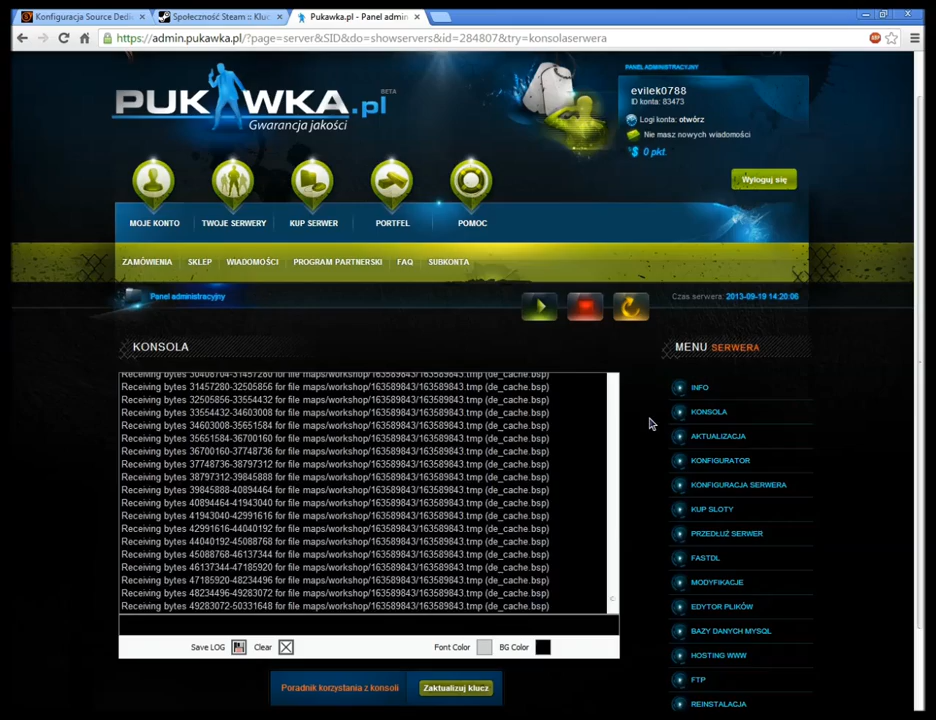 Konfiguracja Source Dedi
Społeczność Steam :: Kluc
Pukawka.pl - Panel admin
https://admin.pukawka.pl/?page=server&SID&do=showservers&id=284807&try=konsolaserwera
PUKAWKA.pl
BETA
Gwarancja jakości
PANEL ADMINISTRACYJNY
evilek0788
ID konta: 83473
Logi konta: otwórz
Nie masz nowych wiadomości
$ 0 pkt.
Wyloguj się
MOJE KONTO
TWOJE SERWERY
KUP SERWER
PORTFEL
POMOC
ZAMÓWIENIA
SKLEP
WIADOMOŚCI
PROGRAM PARTNERSKI
FAQ
SUBKONTA
Panel administracyjny
Czas serwera: 2013-09-19 14:20:06
KONSOLA
Receiving bytes 30408704-31457280 for file maps/workshop/163589843/163589843.tmp (de_cache.bsp)
Receiving bytes 31457280-32505856 for file maps/workshop/163589843/163589843.tmp (de_cache.bsp)
Receiving bytes 32505856-33554432 for file maps/workshop/163589843/163589843.tmp (de_cache.bsp)
Receiving bytes 33554432-34603008 for file maps/workshop/163589843/163589843.tmp (de_cache.bsp)
Receiving bytes 34603008-35651584 for file maps/workshop/163589843/163589843.tmp (de_cache.bsp)
Receiving bytes 35651584-36700160 for file maps/workshop/163589843/163589843.tmp (de_cache.bsp)
Receiving bytes 36700160-37748736 for file maps/workshop/163589843/163589843.tmp (de_cache.bsp)
Receiving bytes 37748736-38797312 for file maps/workshop/163589843/163589843.tmp (de_cache.bsp)
Receiving bytes 38797312-39845888 for file maps/workshop/163589843/163589843.tmp (de_cache.bsp)
Receiving bytes 39845888-40894464 for file maps/workshop/163589843/163589843.tmp (de_cache.bsp)
Receiving bytes 40894464-41943040 for file maps/workshop/163589843/163589843.tmp (de_cache.bsp)
Receiving bytes 41943040-42991616 for file maps/workshop/163589843/163589843.tmp (de_cache.bsp)
Receiving bytes 42991616-44040192 for file maps/workshop/163589843/163589843.tmp (de_cache.bsp)
Receiving bytes 44040192-45088768 for file maps/workshop/163589843/163589843.tmp (de_cache.bsp)
Receiving bytes 45088768-46137344 for file maps/workshop/163589843/163589843.tmp (de_cache.bsp)
Receiving bytes 46137344-47185920 for file maps/workshop/163589843/163589843.tmp (de_cache.bsp)
Receiving bytes 47185920-48234496 for file maps/workshop/163589843/163589843.tmp (de_cache.bsp)
Receiving bytes 48234496-49283072 for file maps/workshop/163589843/163589843.tmp (de_cache.bsp)
Receiving bytes 49283072-50331648 for file maps/workshop/163589843/163589843.tmp (de_cache.bsp)
Save LOG
Clear
Font Color
BG Color
Poradnik korzystania z konsoli
Zaktualizuj klucz
MENU SERWERA
INFO
KONSOLA
AKTUALIZACJA
KONFIGURATOR
KONFIGURACJA SERWERA
KUP SLOTY
PRZEDŁUŻ SERWER
FASTDL
MODYFIKACJE
EDYTOR PLIKÓW
BAZY DANYCH MYSQL
HOSTING WWW
FTP
REINSTALACJA